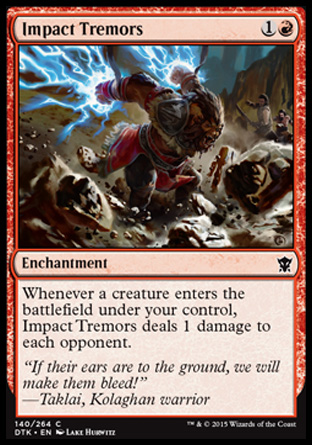 Impact Tremors 1
Enchantment
Whenever a creature enters the
battlefield under your control,
Impact Tremors deals 1 damage to
each opponent.
"If their ears are to the ground, we will
make them bleed!"
—Taklai, Kolaghan warrior
140/264 C
DTK • EN Lake Hurwitz
™ & © 2015 Wizards of the Coast